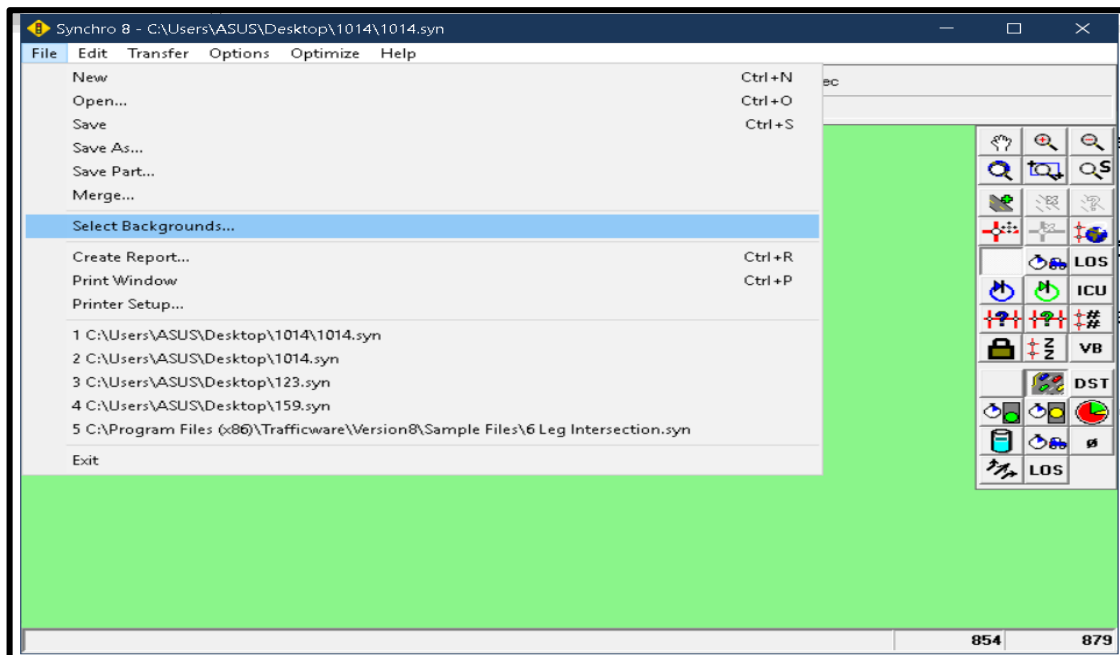 Synchro 8 - C:\Users\ASUS\Desktop\1014\1014.syn
File Edit Transfer Options Optimize Help
New Ctrl+N
ec
Open... Ctrl+O
Save Ctrl+S
Save As...
Save Part...
Merge...
Select Backgrounds...
Create Report... Ctrl+R
Print Window Ctrl+P
Printer Setup...
1 C:\Users\ASUS\Desktop\1014\1014.syn
2 C:\Users\ASUS\Desktop\1014.syn
3 C:\Users\ASUS\Desktop\123.syn
4 C:\Users\ASUS\Desktop\159.syn
5 C:\Program Files (x86)\Trafficware\Version8\Sample Files\6 Leg Intersection.syn
Exit
S
LOS
ICU
? ? ##
Z Z VB
DST
ø
LOS
854 879